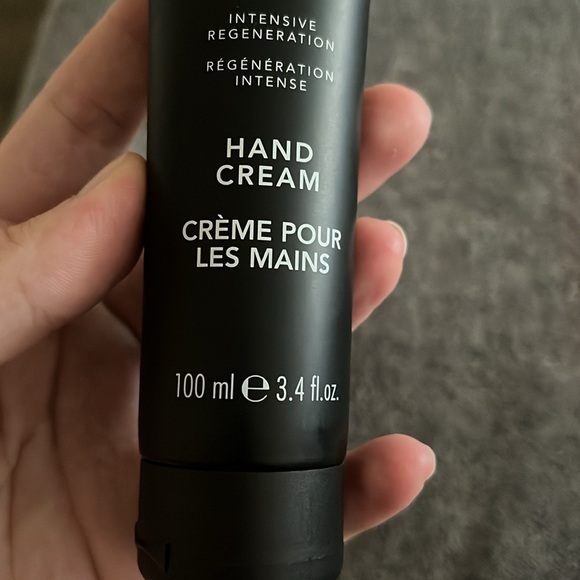 INTENSIVE
REGENERATION
RÉGÉNÉRATION
INTENSE
HAND
CREAM
CRÈME POUR
LES MAINS
100 ml ℮ 3.4 fl.oz.